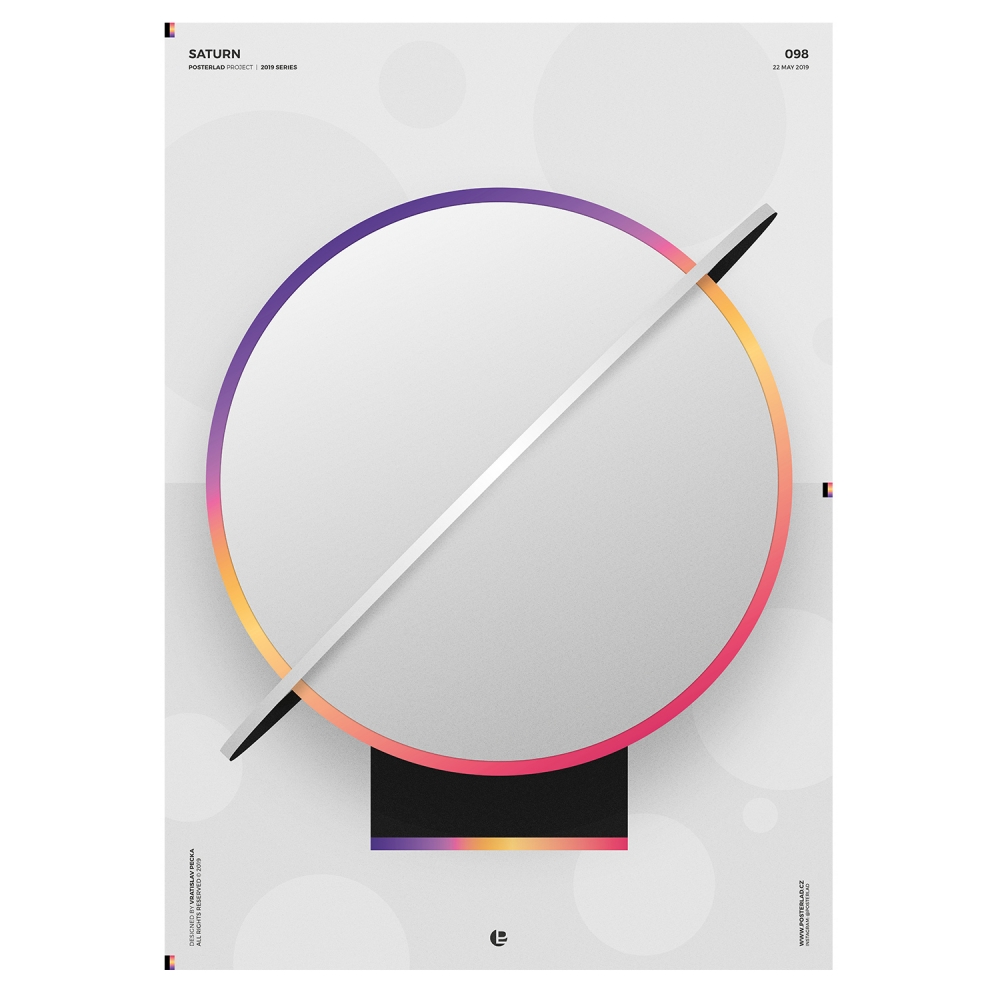 SATURN
POSTERLAD PROJECT | 2019 SERIES
098
22 MAY 2019
DESIGNED BY VRATISLAV PECKA
ALL RIGHTS RESERVED © 2019
WWW.POSTERLAD.CZ
INSTAGRAM: @POSTERLAD